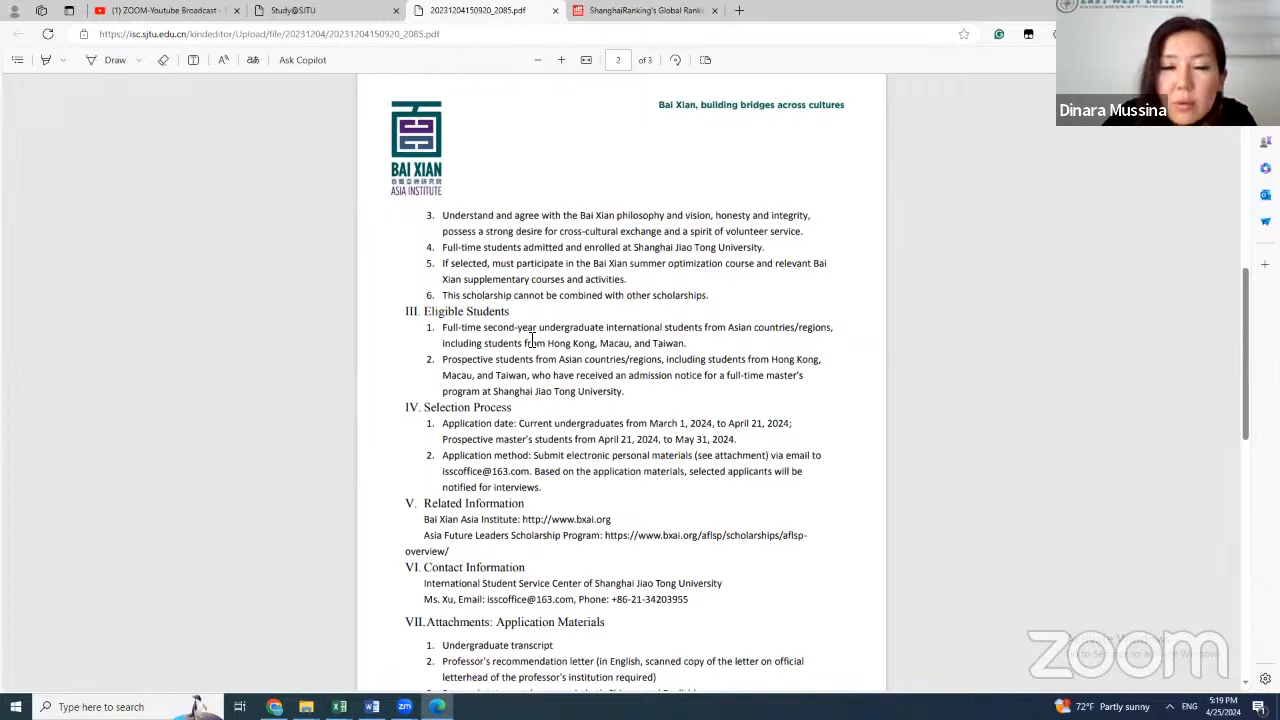 (1) ZOOM-Youtube Broadcast -
Study@SJTU
20231204150920_2085.pdf
ShanghaiRanking's Global Ranki
https://isc.sjtu.edu.cn/kindeditor/Upload/file/20231204/20231204150920_2085.pdf
Draw
Ask Copilot
2 of 3
Dinara Mussina
Bai Xian, building bridges across cultures
BAI XIAN
ASIA INSTITUTE
3. Understand and agree with the Bai Xian philosophy and vision, honesty and integrity,
possess a strong desire for cross-cultural exchange and a spirit of volunteer service.
4. Full-time students admitted and enrolled at Shanghai Jiao Tong University.
5. If selected, must participate in the Bai Xian summer optimization course and relevant Bai
Xian supplementary courses and activities.
6. This scholarship cannot be combined with other scholarships.
III. Eligible Students
1. Full-time second-year undergraduate international students from Asian countries/regions,
including students from Hong Kong, Macau, and Taiwan.
2. Prospective students from Asian countries/regions, including students from Hong Kong,
Macau, and Taiwan, who have received an admission notice for a full-time master's
program at Shanghai Jiao Tong University.
IV. Selection Process
1. Application date: Current undergraduates from March 1, 2024, to April 21, 2024;
Prospective master's students from April 21, 2024, to May 31, 2024.
2. Application method: Submit electronic personal materials (see attachment) via email to
isscoffice@163.com. Based on the application materials, selected applicants will be
notified for interviews.
V. Related Information
Bai Xian Asia Institute: http://www.bxai.org
Asia Future Leaders Scholarship Program: https://www.bxai.org/aflsp/scholarships/aflsp-
overview/
VI. Contact Information
International Student Service Center of Shanghai Jiao Tong University
Ms. Xu, Email: isscoffice@163.com, Phone: +86-21-34203955
VII. Attachments: Application Materials
1. Undergraduate transcript
2. Professor's recommendation letter (in English, scanned copy of the letter on official
letterhead of the professor's institution required)
zoom
Type here to search
72°F Partly sunny
ENG
5:19 PM
4/25/2024